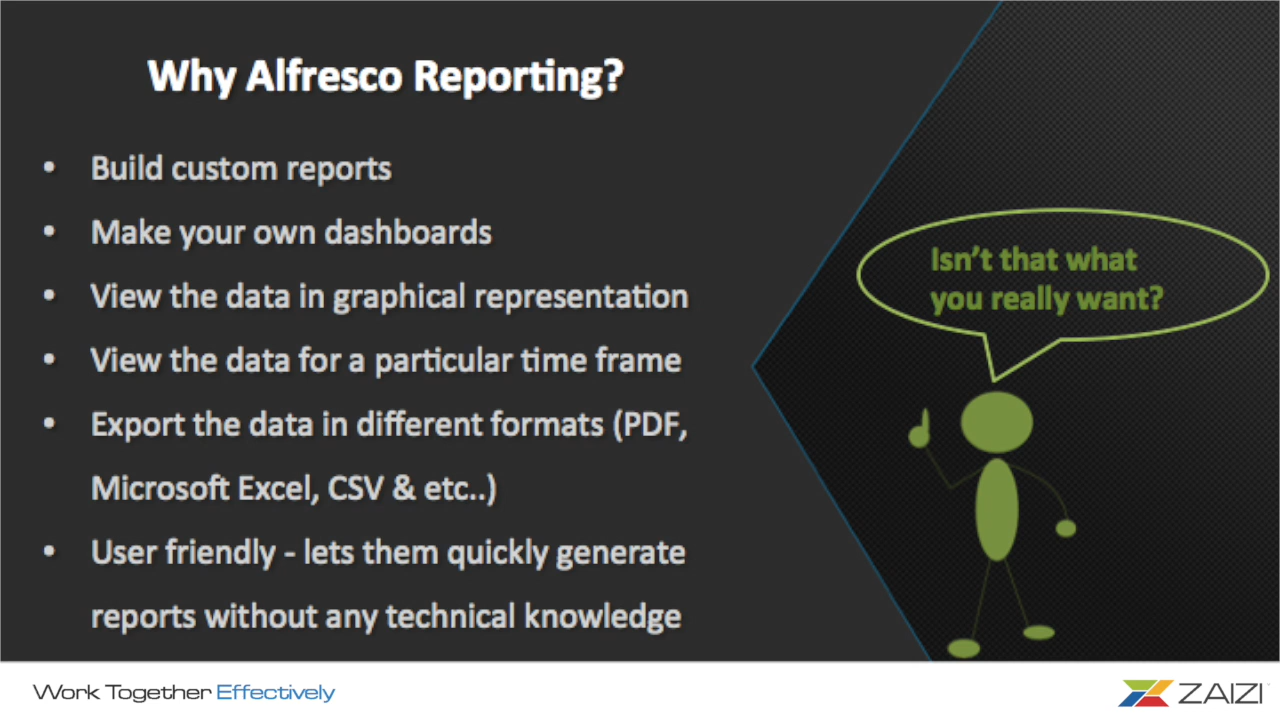 Why Alfresco Reporting?
• Build custom reports
• Make your own dashboards
• View the data in graphical representation
• View the data for a particular time frame
• Export the data in different formats (PDF,
Microsoft Excel, CSV & etc..)
• User friendly - lets them quickly generate
reports without any technical knowledge
Isn't that what
you really want?
Work Together Effectively
ZAIZI